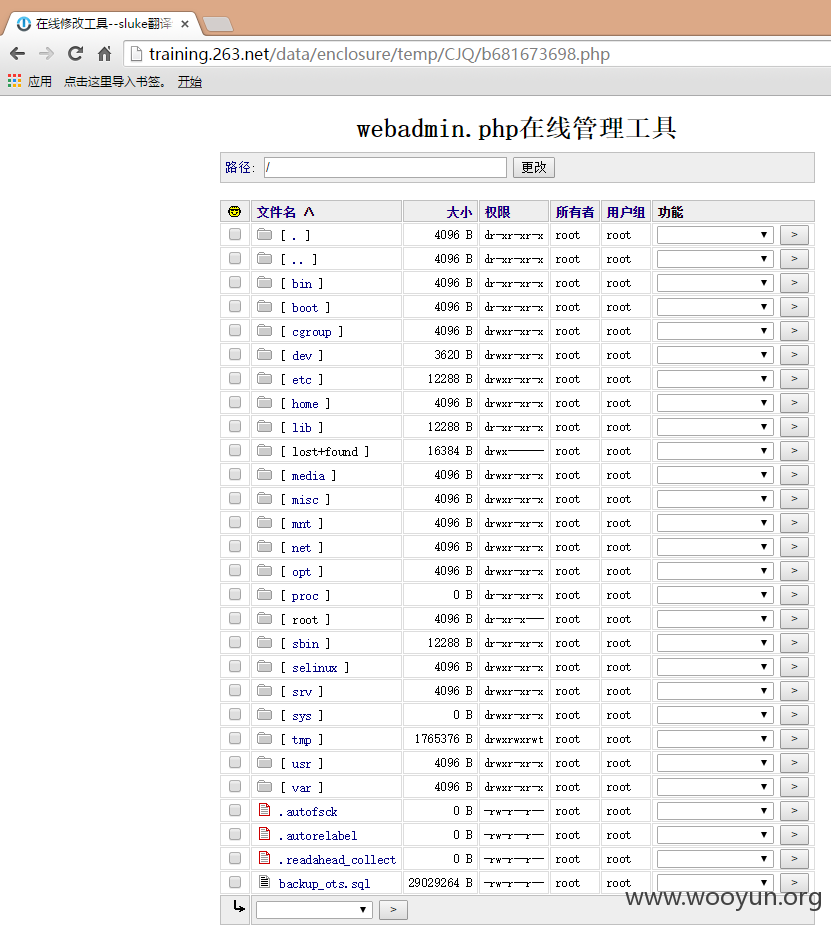 在线修改工具--sluke翻译
training.263.net/data/enclosure/temp/CJQ/b681673698.php
应用 点击这里导入书签。 开始
webadmin.php在线管理工具
路径: / 更改
文件名 大小 权限 所有者 用户组 功能
[ . ] 4096 B dr-xr-xr-x root root >
[ .. ] 4096 B dr-xr-xr-x root root >
[ bin ] 4096 B dr-xr-xr-x root root >
[ boot ] 4096 B dr-xr-xr-x root root >
[ cgroup ] 4096 B drwxr-xr-x root root >
[ dev ] 3620 B drwxr-xr-x root root >
[ etc ] 12288 B drwxr-xr-x root root >
[ home ] 4096 B drwxr-xr-x root root >
[ lib ] 12288 B dr-xr-xr-x root root >
[ lost+found ] 16384 B drwx------ root root >
[ media ] 4096 B drwxr-xr-x root root >
[ misc ] 4096 B drwxr-xr-x root root >
[ mnt ] 4096 B drwxr-xr-x root root >
[ net ] 4096 B drwxr-xr-x root root >
[ opt ] 4096 B drwxr-xr-x root root >
[ proc ] 0 B dr-xr-xr-x root root >
[ root ] 4096 B dr-xr-x--- root root >
[ sbin ] 12288 B dr-xr-xr-x root root >
[ selinux ] 4096 B drwxr-xr-x root root >
[ srv ] 4096 B drwxr-xr-x root root >
[ sys ] 0 B drwxr-xr-x root root >
[ tmp ] 1765376 B drwxrwxrwt root root >
[ usr ] 4096 B drwxr-xr-x root root >
[ var ] 4096 B drwxr-xr-x root root >
.autofsck 0 B -rw-r--r-- root root >
.autorelabel 0 B -rw-r--r-- root root >
.readahead_collect 0 B -rw-r--r-- root root >
backup_ots.sql 29029264 B -rw-r--r-- root root >
>
www.wooyun.org